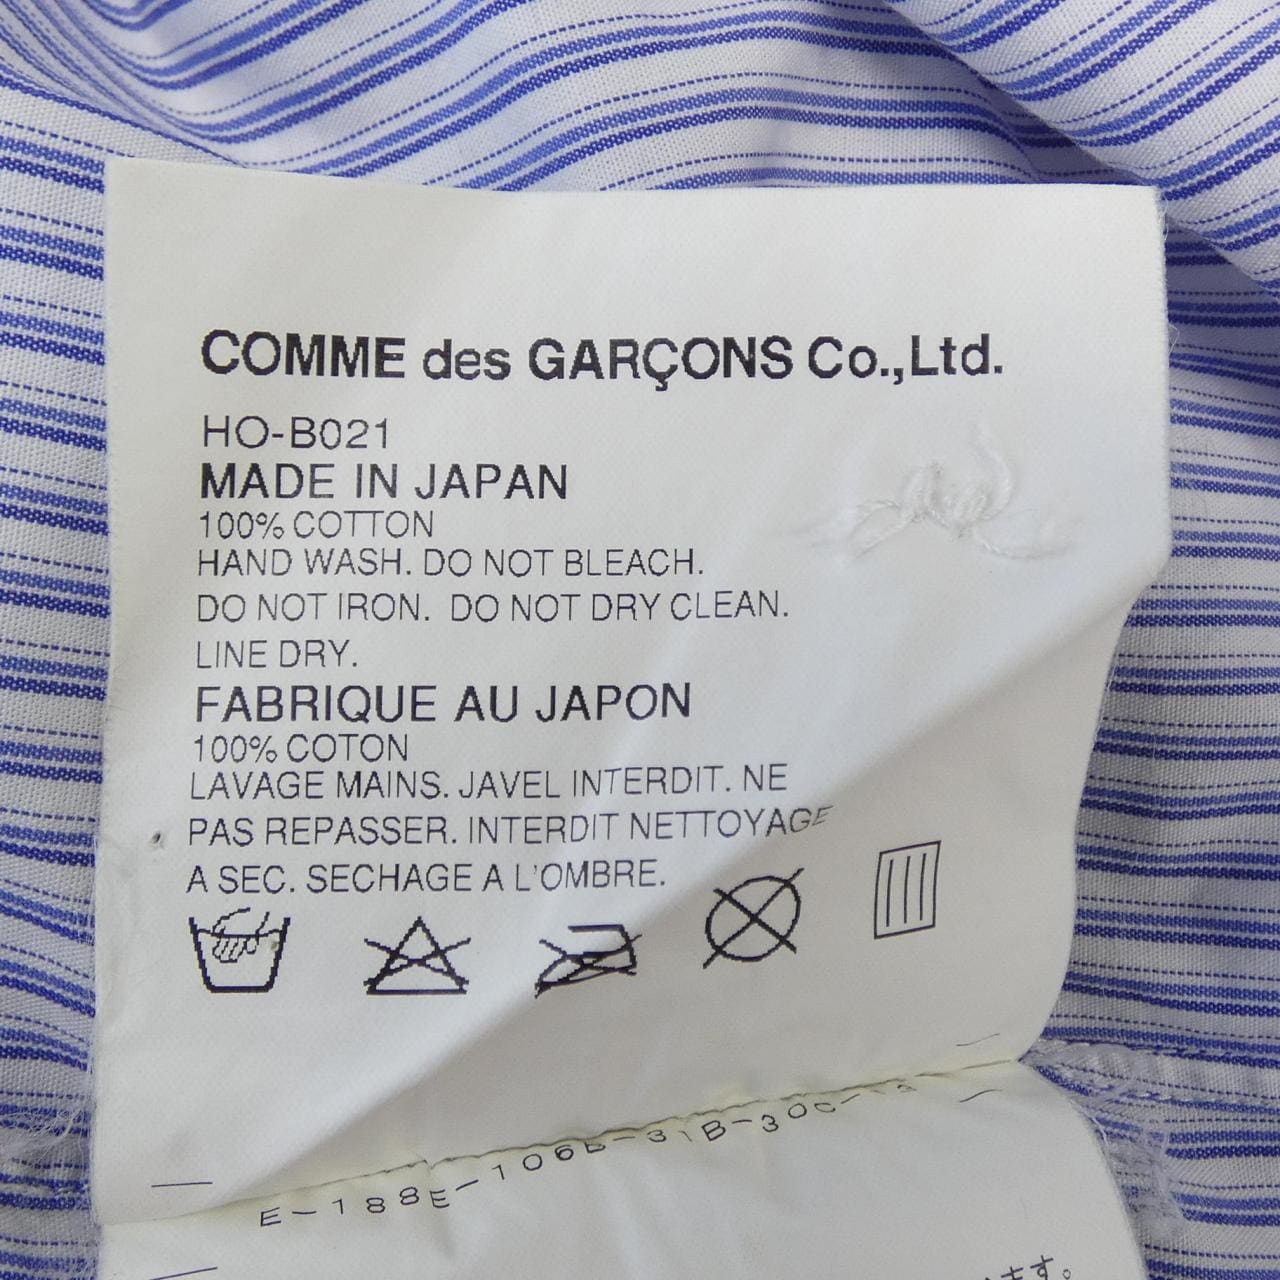 COMME des GARÇONS Co.,Ltd.
HO-B021
MADE IN JAPAN
100% COTTON
HAND WASH. DO NOT BLEACH.
DO NOT IRON. DO NOT DRY CLEAN.
LINE DRY.
FABRIQUE AU JAPON
100% COTON
LAVAGE MAINS. JAVEL INTERDIT. NE
PAS REPASSER. INTERDIT NETTOYAGE
A SEC. SECHAGE A L'OMBRE.
ます。